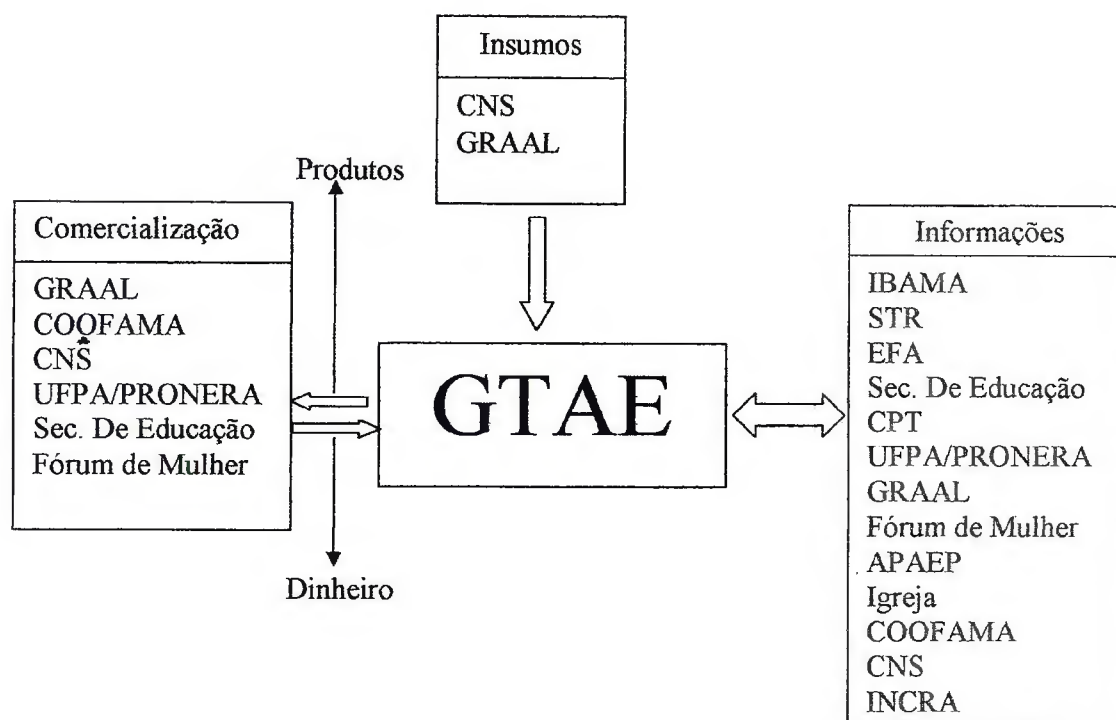 Insumos
CNS
GRAAL
Produtos
Comercialização
GRAAL
COOFAMA
CNS
UFPA/PRONERA
Sec. De Educação
Fórum de Mulher
Dinheiro
GTAE
Informações
IBAMA
STR
EFA
Sec. De Educação
CPT
UFPA/PRONERA
GRAAL
Fórum de Mulher
APAEP
Igreja
COOFAMA
CNS
INCRA